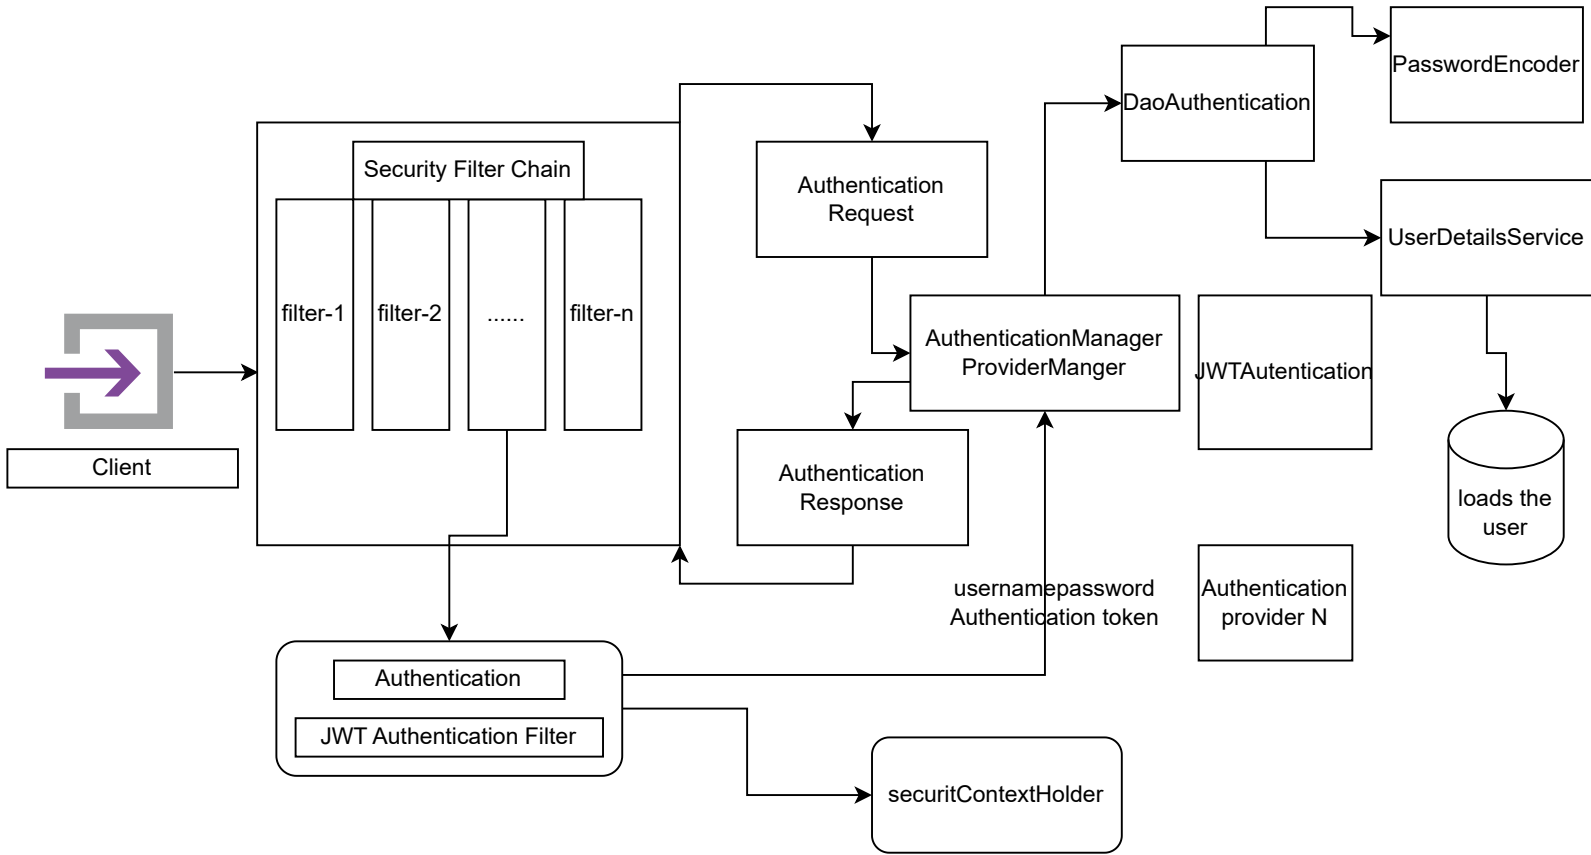 PasswordEncoder
DaoAuthentication
Security Filter Chain
Authentication
Request
UserDetailsService
filter-1
filter-2
......
filter-n
AuthenticationManager
ProviderManger
JWTAutentication
Client
Authentication
Response
loads the
user
usernamepassword
Authentication token
Authentication
provider N
Authentication
JWT Authentication Filter
securitContextHolder